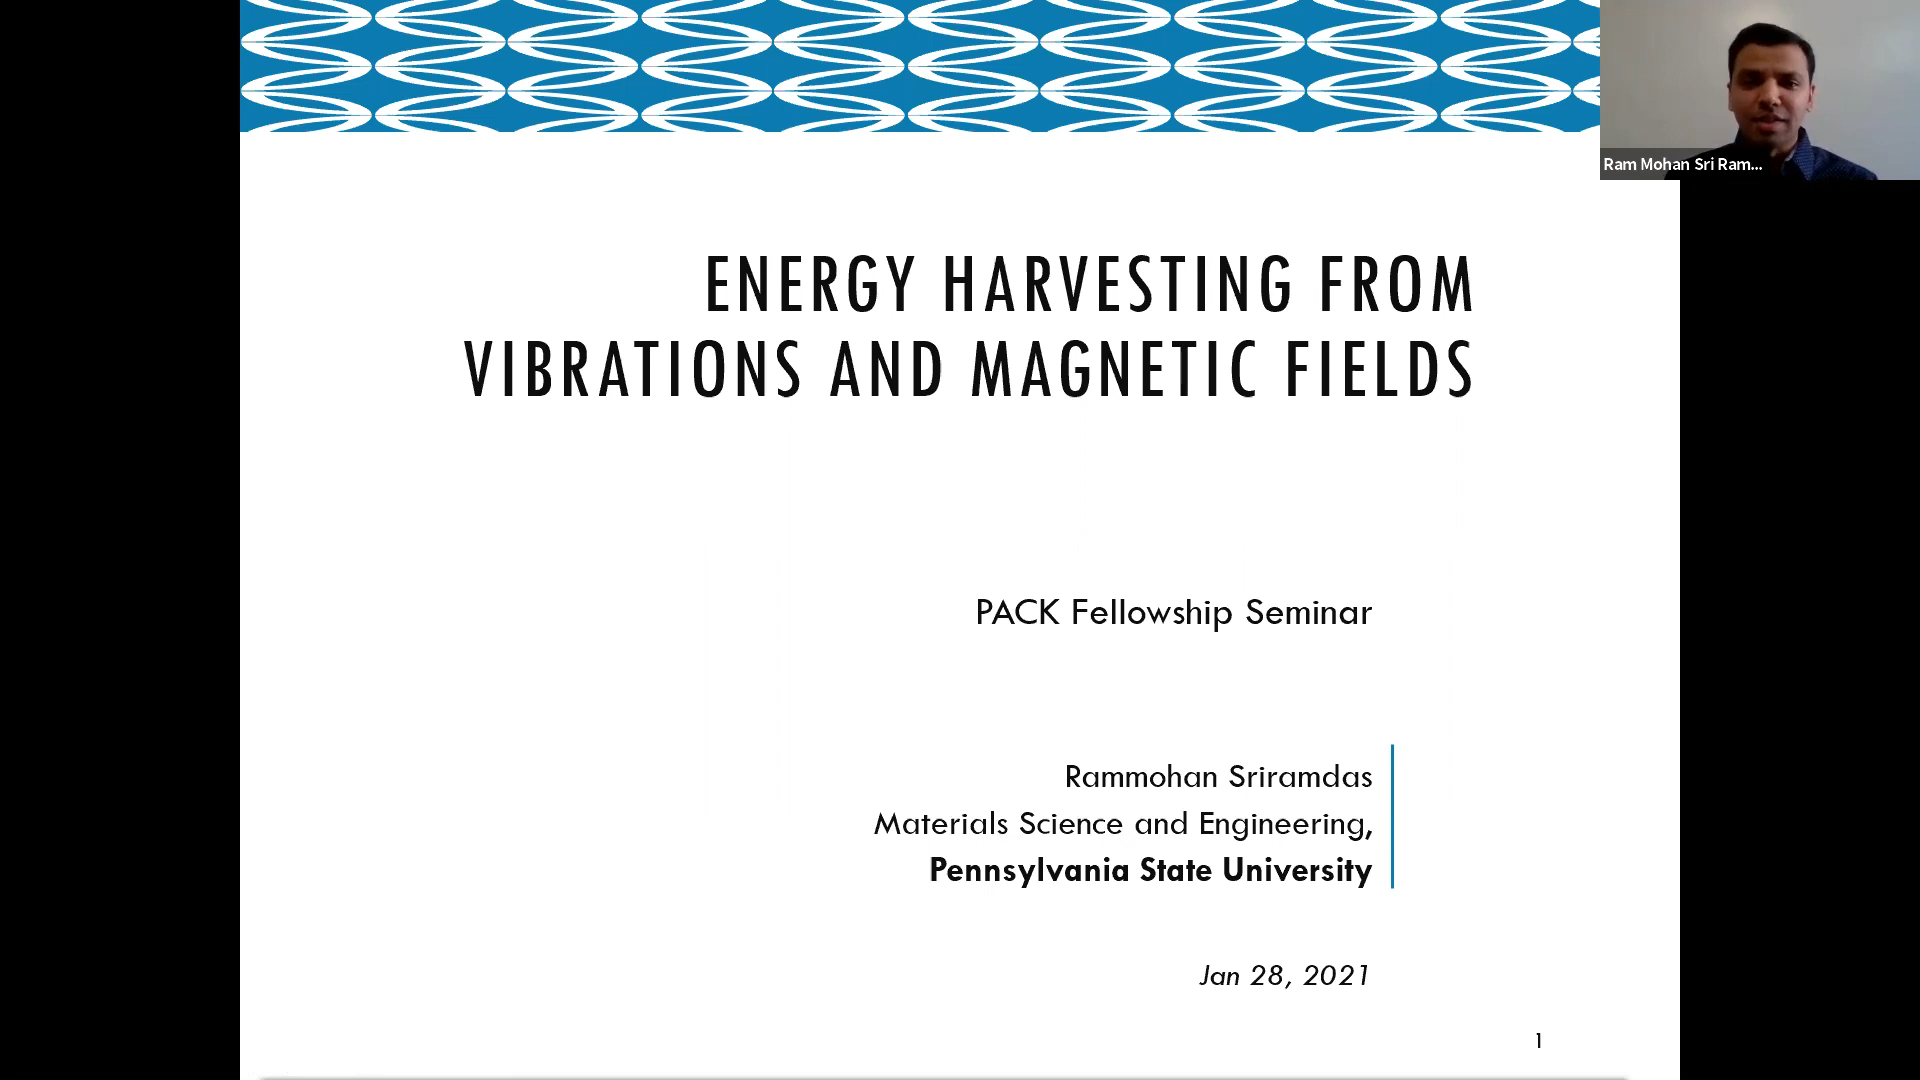 Ram Mohan Sri Ram...
ENERGY HARVESTING FROM
VIBRATIONS AND MAGNETIC FIELDS
PACK Fellowship Seminar
Rammohan Sriramdas
Materials Science and Engineering,
Pennsylvania State University
Jan 28, 2021
1